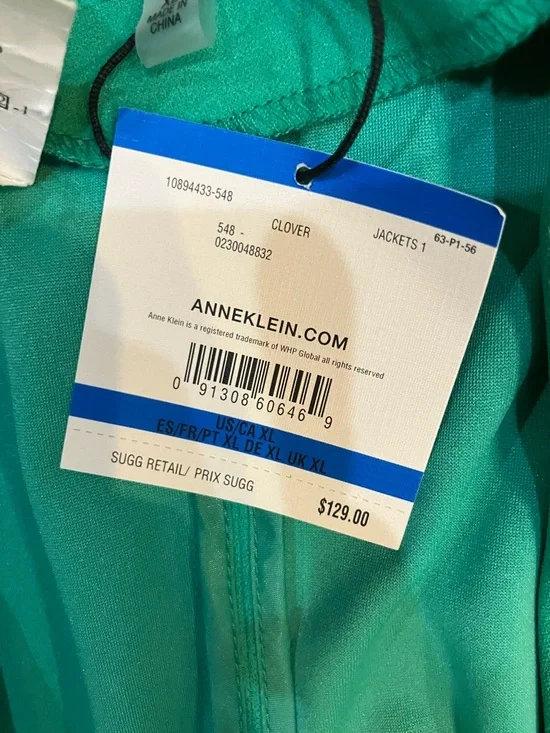 MADE IN
CHINA
10894433-548
548 - CLOVER JACKETS 1 63-P1-56
0230048832
ANNEKLEIN.COM
Anne Klein is a registered trademark of WHP Global all rights reserved
0 91308 60646 9
US/CA XL
ES/FR/PT XL DE XL UK XL
SUGG RETAIL/ PRIX SUGG
$129.00